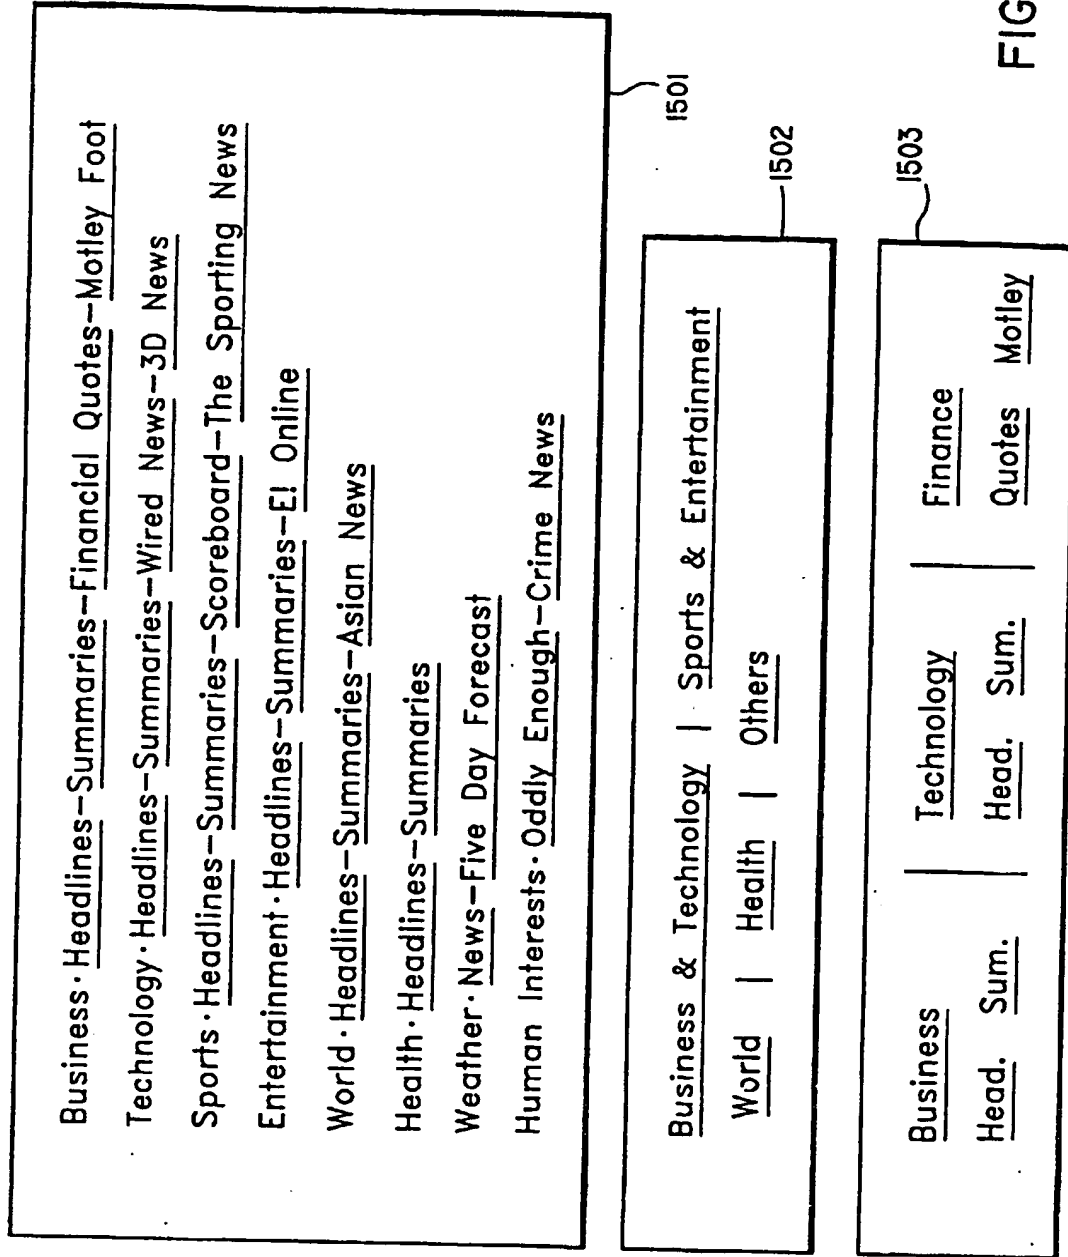 Business · Headlines–Summaries–Financial Quotes–Motley Foot
Technology · Headlines–Summaries–Wired News–3D News
Sports · Headlines–Summaries–Scoreboard–The Sporting News
Entertainment · Headlines–Summaries–E! Online
World · Headlines–Summaries–Asian News
Health · Headlines–Summaries
Weather · News–Five Day Forecast
Human Interests · Oddly Enough–Crime News
1501
Business & Technology | Sports & Entertainment
World | Health | Others
1502
Business | Technology | Finance
Head. Sum. Head. Sum. Quotes Motley
1503
FIG